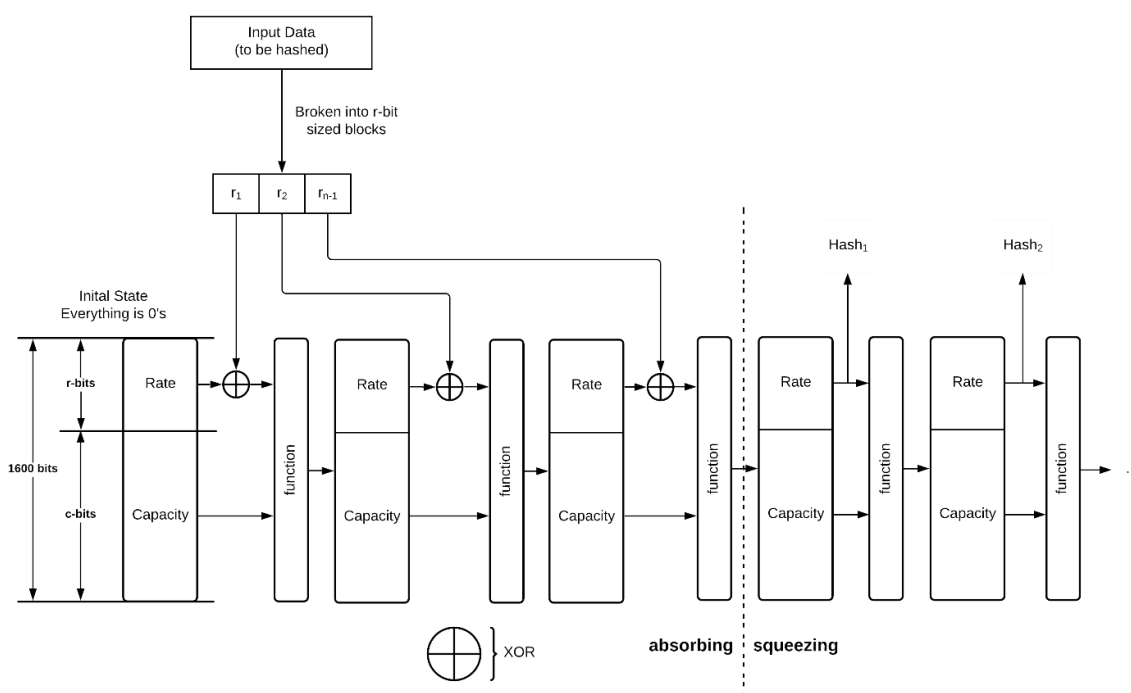 Input Data
(to be hashed)
Broken into r-bit
sized blocks
r1
r2
rn-1
Hash1
Hash2
Inital State
Everything is 0's
r-bits
1600 bits
c-bits
Rate
Capacity
function
Rate
Capacity
function
Rate
Capacity
function
Rate
Capacity
function
Rate
Capacity
function
.
XOR
absorbing
squeezing